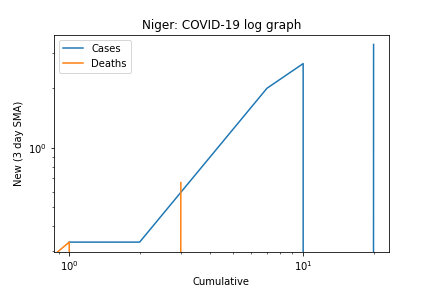 Niger: COVID-19 log graph
Cases
Deaths
New (3 day SMA)
10⁰
10⁰
10¹
Cumulative